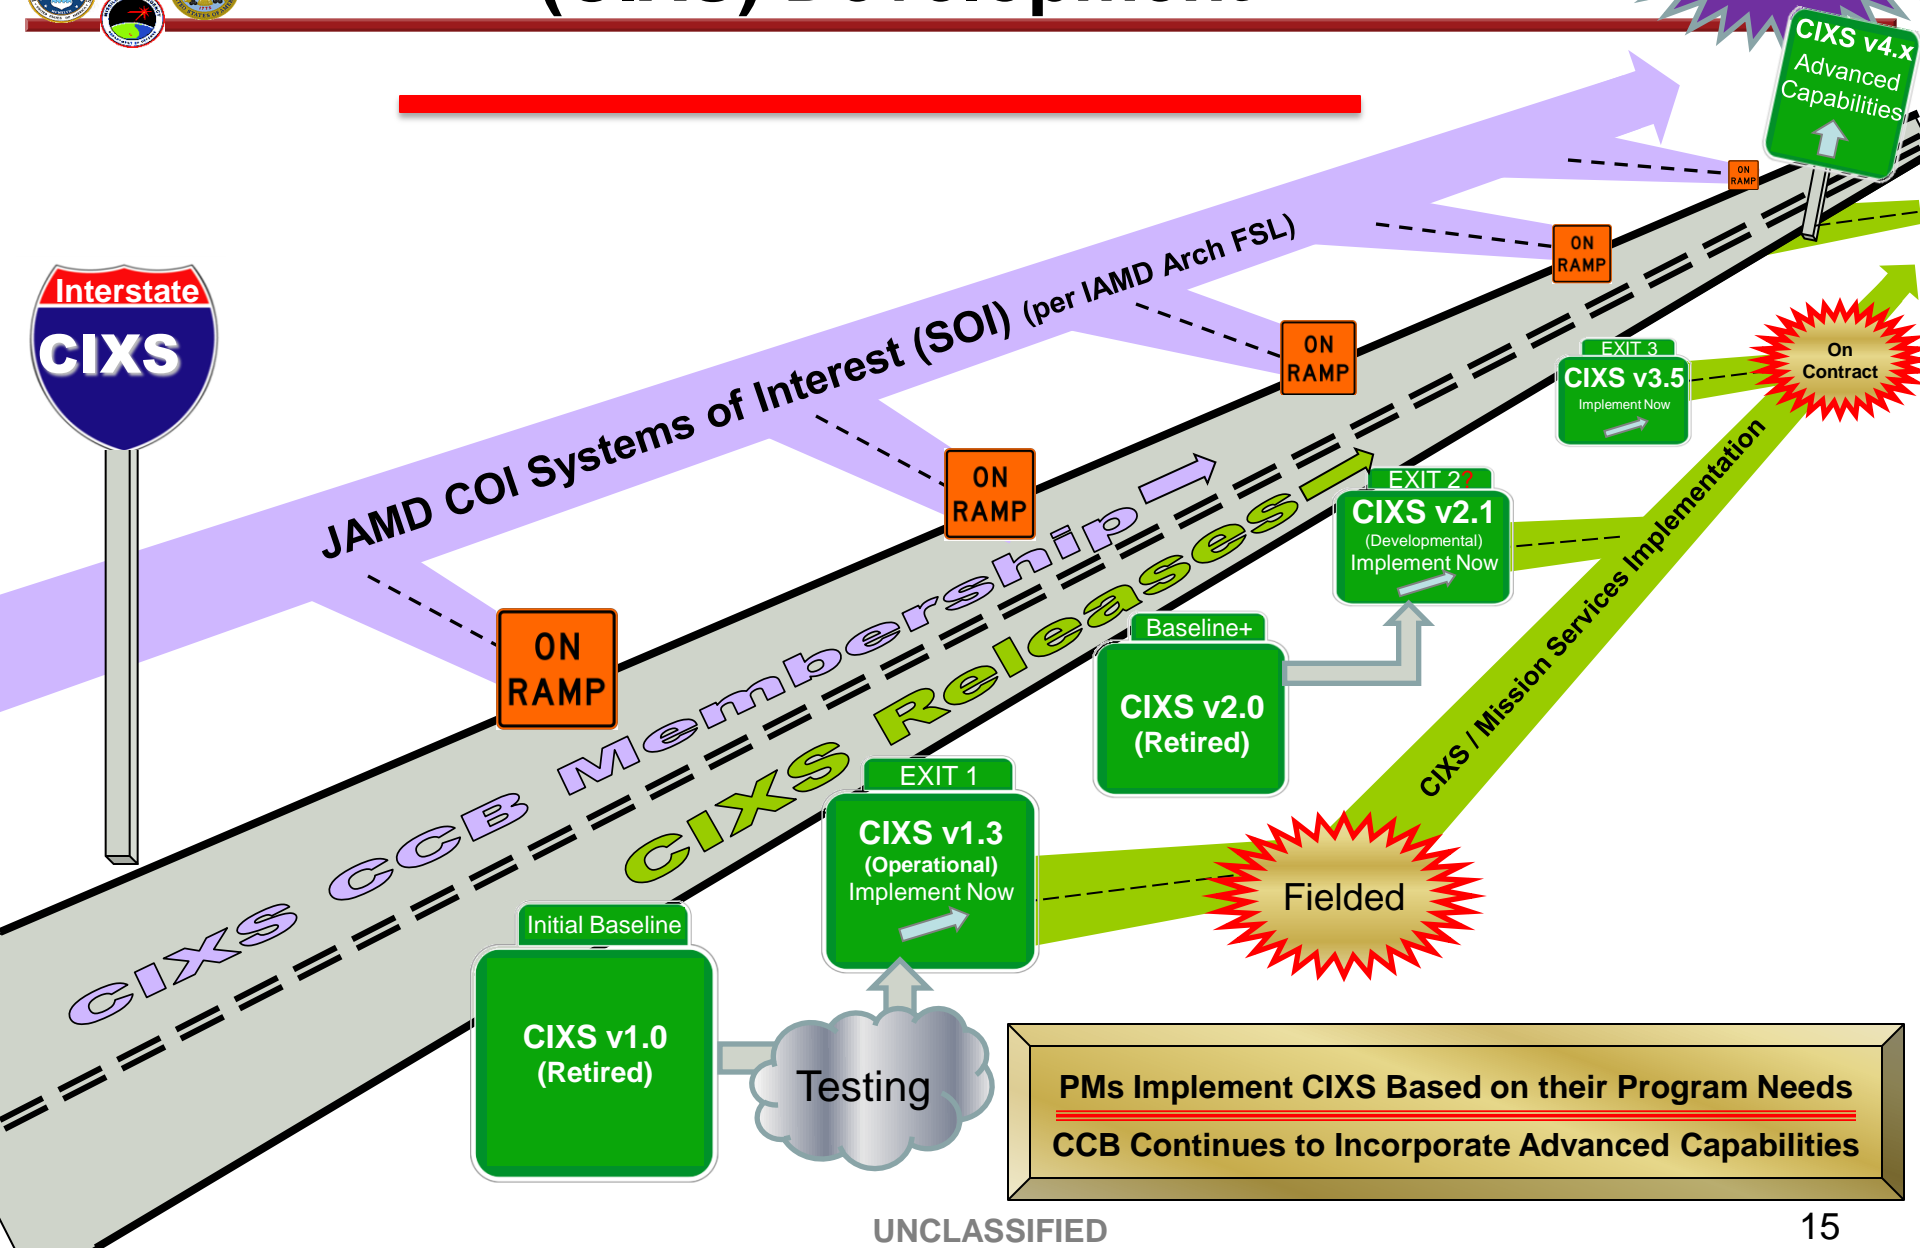 (CIXS) Development
CIXS v4.x
Advanced
Capabilities
ON
RAMP
ON
RAMP
ON
RAMP
ON
RAMP
ON
RAMP
JAMD COI Systems of Interest (SOI) (per IAMD Arch FSL)
Interstate
CIXS
On
Contract
EXIT 3
CIXS v3.5
Implement Now
EXIT 2?
CIXS v2.1
(Developmental)
Implement Now
CIXS CCB Membership
CIXS Releases
CIXS / Mission Services Implementation
Baseline+
CIXS v2.0
(Retired)
EXIT 1
CIXS v1.3
(Operational)
Implement Now
Fielded
Initial Baseline
CIXS v1.0
(Retired)
Testing
PMs Implement CIXS Based on their Program Needs
CCB Continues to Incorporate Advanced Capabilities
UNCLASSIFIED
15